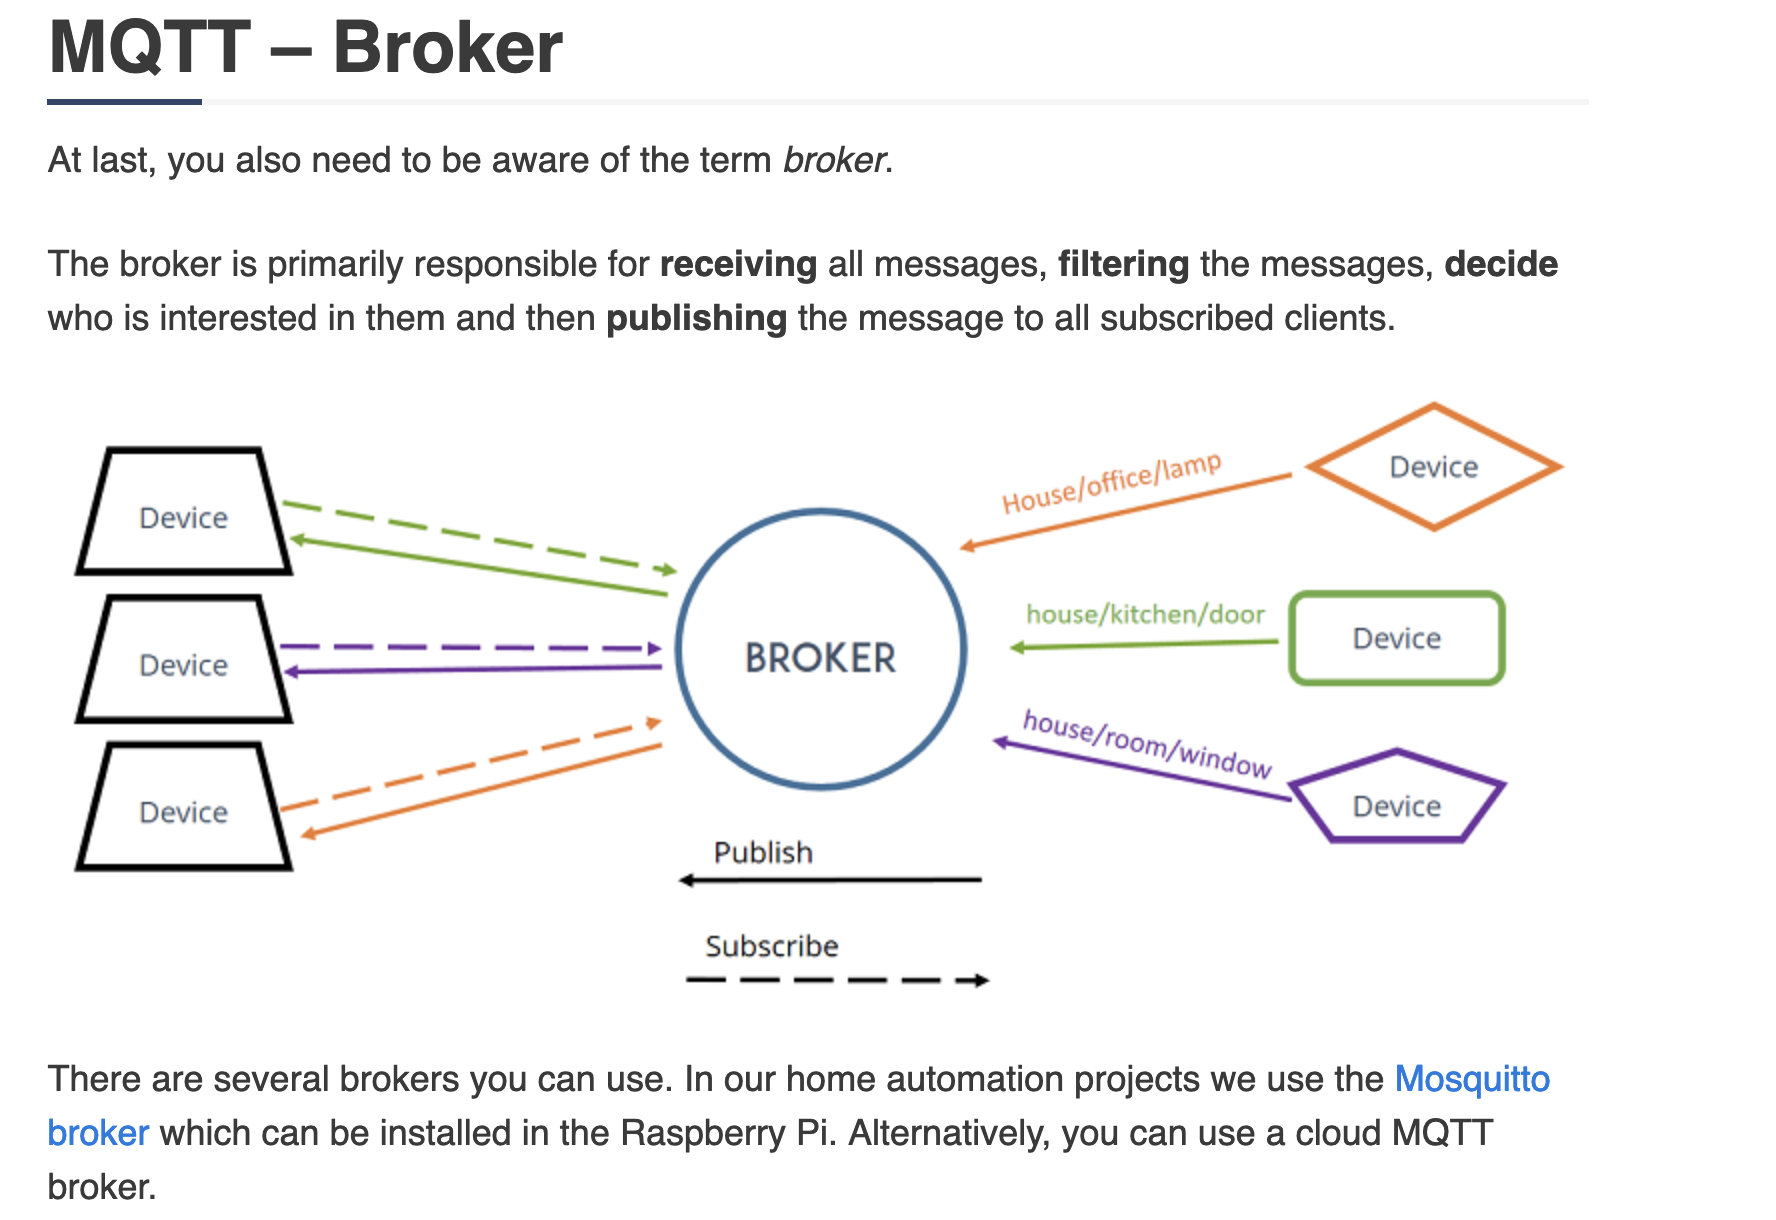 MQTT – Broker
At last, you also need to be aware of the term broker.
The broker is primarily responsible for receiving all messages, filtering the messages, decide
who is interested in them and then publishing the message to all subscribed clients.
Device
Device
Device
BROKER
House/office/lamp
Device
house/kitchen/door
Device
house/room/window
Device
Publish
Subscribe
There are several brokers you can use. In our home automation projects we use the Mosquitto
broker which can be installed in the Raspberry Pi. Alternatively, you can use a cloud MQTT
broker.